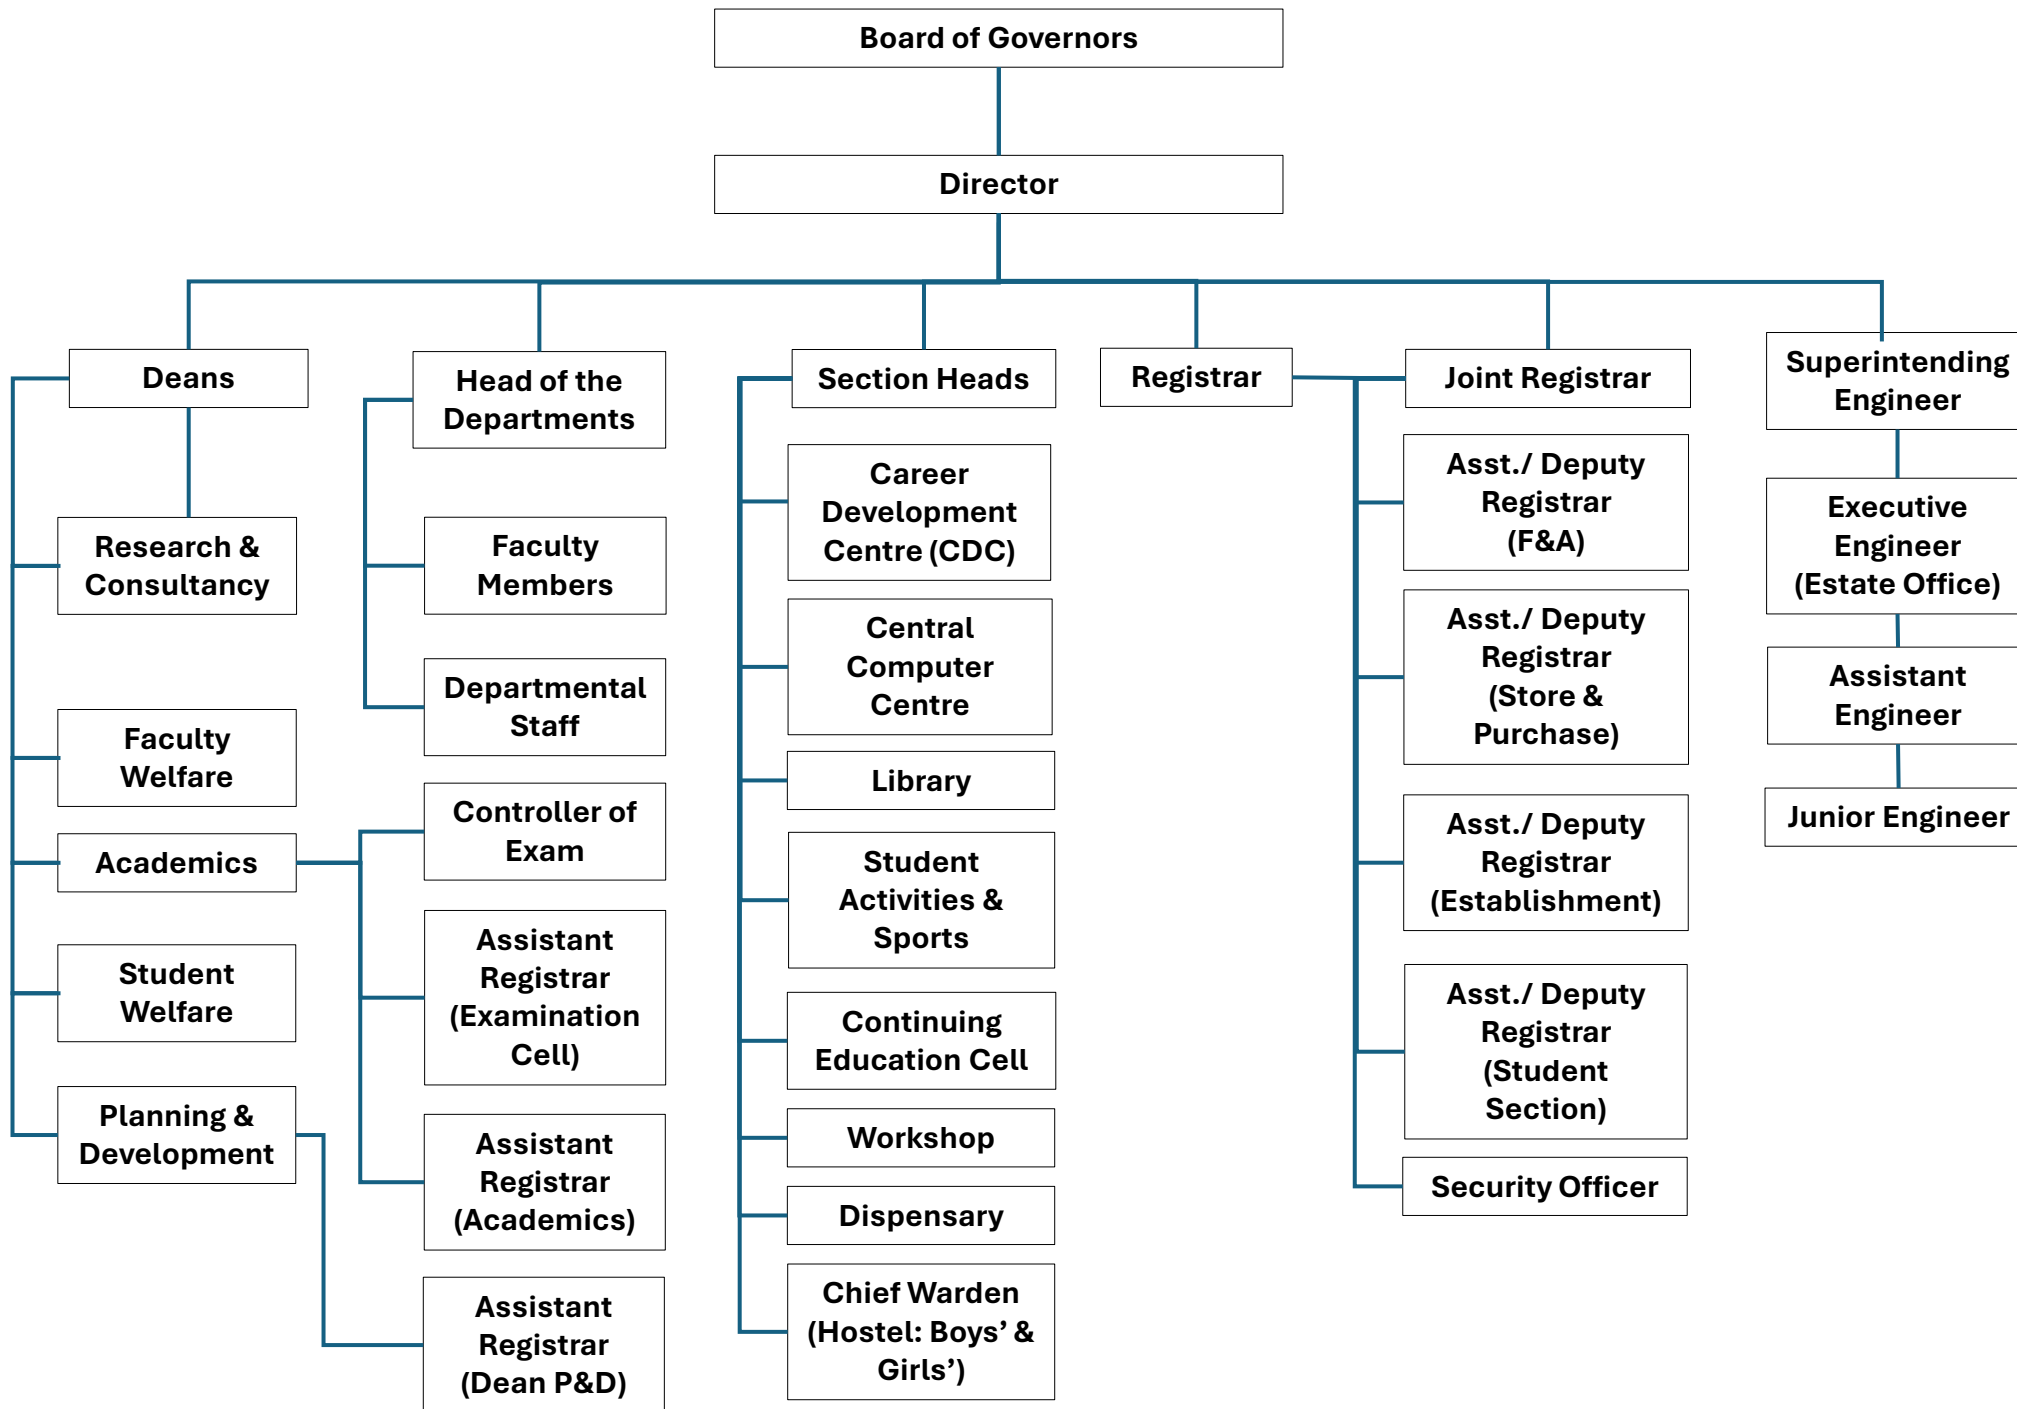 Board of Governors
Director
Deans
Research &
Consultancy
Faculty
Welfare
Academics
Student
Welfare
Planning &
Development
Head of the
Departments
Faculty
Members
Departmental
Staff
Controller of
Exam
Assistant
Registrar
(Examination
Cell)
Assistant
Registrar
(Academics)
Assistant
Registrar
(Dean P&D)
Section Heads
Career
Development
Centre (CDC)
Central
Computer
Centre
Library
Student
Activities &
Sports
Continuing
Education Cell
Workshop
Dispensary
Chief Warden
(Hostel: Boys’ &
Girls’)
Registrar
Joint Registrar
Asst./ Deputy
Registrar
(F&A)
Asst./ Deputy
Registrar
(Store &
Purchase)
Asst./ Deputy
Registrar
(Establishment)
Asst./ Deputy
Registrar
(Student
Section)
Security Officer
Superintending
Engineer
Executive
Engineer
(Estate Office)
Assistant
Engineer
Junior Engineer